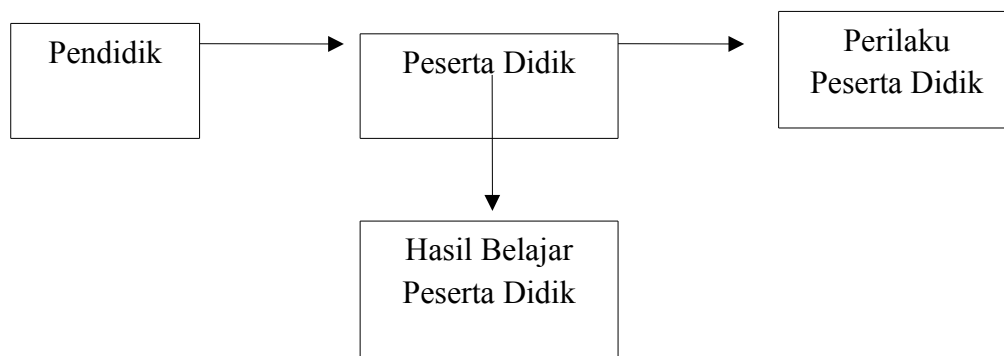 Pendidik
Peserta Didik
Perilaku
Peserta Didik
Hasil Belajar
Peserta Didik